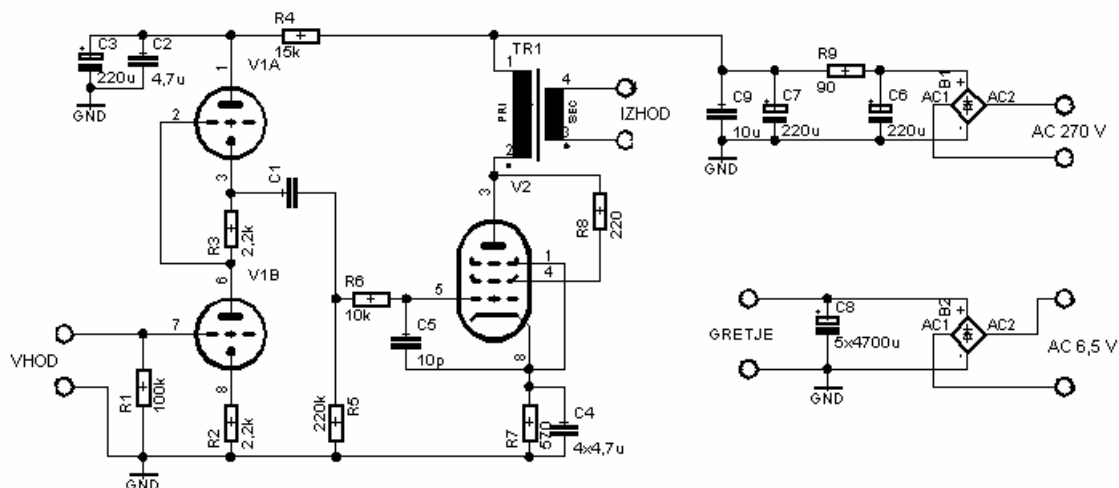 C3
220u
C2
4,7u
GND
V1A
1
2
3
R4
15k
C1
R3
2,2k
V1B
6
7
8
VHOD
R1
100k
R2
2,2k
GND
R6
10k
C5
10p
220k
R5
TR1
1
PRI
2
4
SEC
3
IZHOD
V2
3
1
4
5
8
R8
220
R7
570
C4
4x4,7u
R9
90
C9
10u
C7
220u
C6
220u
GND
B1
+
AC1
AC2
-
AC 270 V
GRETJE
C8
5x4700u
GND
B2
+
AC1
AC2
-
AC 6,5 V